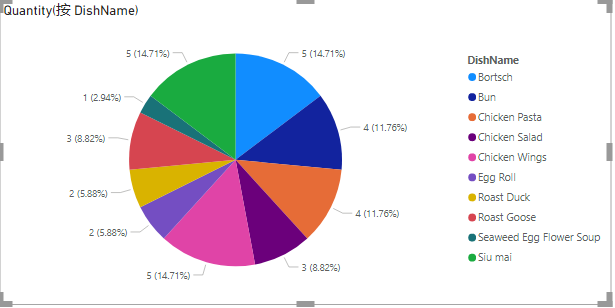 Quantity(按 DishName)
5 (14.71%)
5 (14.71%)
DishName
Bortsch
1 (2.94%)
Bun
4 (11.76%)
Chicken Pasta
3 (8.82%)
Chicken Salad
Chicken Wings
Egg Roll
2 (5.88%)
Roast Duck
4 (11.76%)
Roast Goose
2 (5.88%)
Seaweed Egg Flower Soup
Siu mai
3 (8.82%)
5 (14.71%)